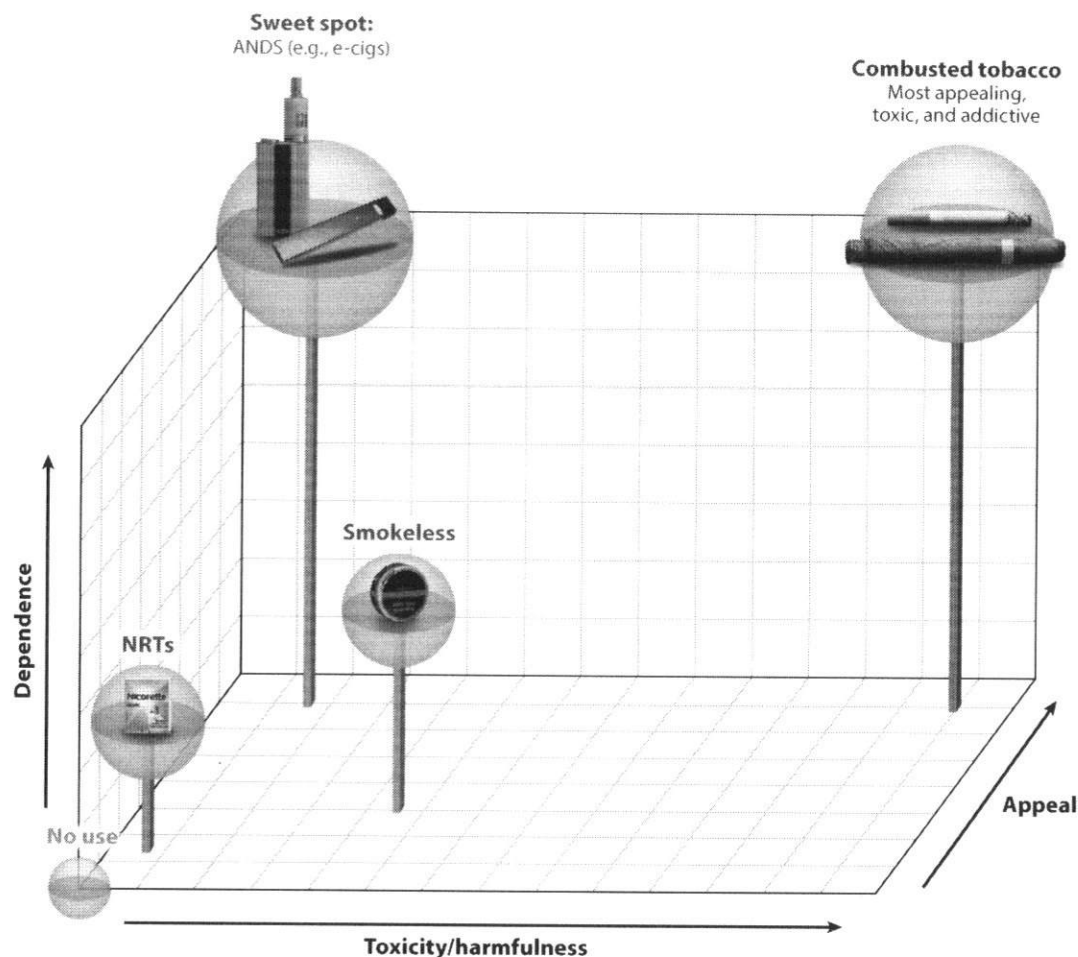 Sweet spot:
ANDS (e.g., e-cigs)
Combusted tobacco
Most appealing,
toxic, and addictive
Smokeless
NRTs
Nicorette
No use
Dependence
Appeal
Toxicity/harmfulness